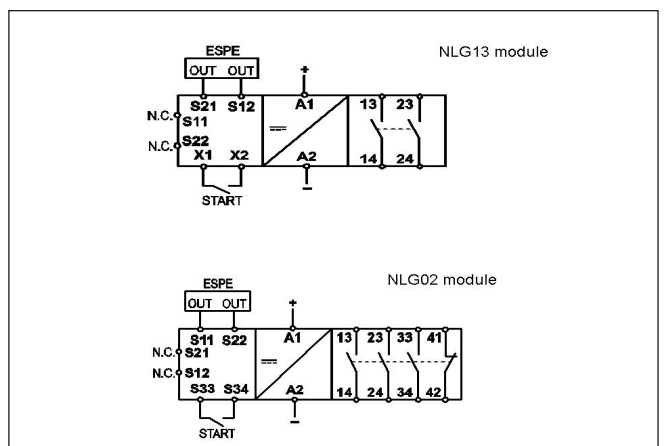 ESPE
NLG13 module
OUT OUT
+
S21 S12 A1 13 23
N.C. S11
N.C. S22
X1 X2 A2 14 24
START
–
NLG02 module
ESPE
OUT OUT
+
S11 S22 A1 13 23 33 41
N.C. S21
N.C. S12
S33 S34 A2 14 24 34 42
START
–